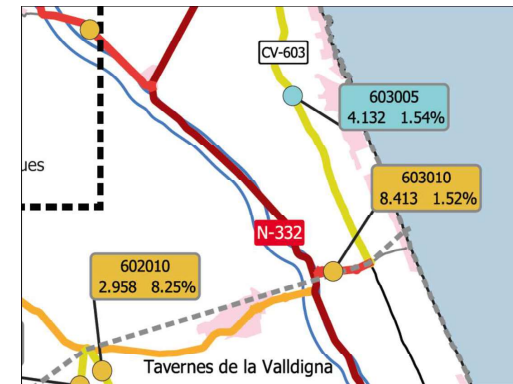 CV-603
603005
4.132 1.54%
ues
603010
8.413 1.52%
N-332
602010
2.958 8.25%
Tavernes de la Valldigna